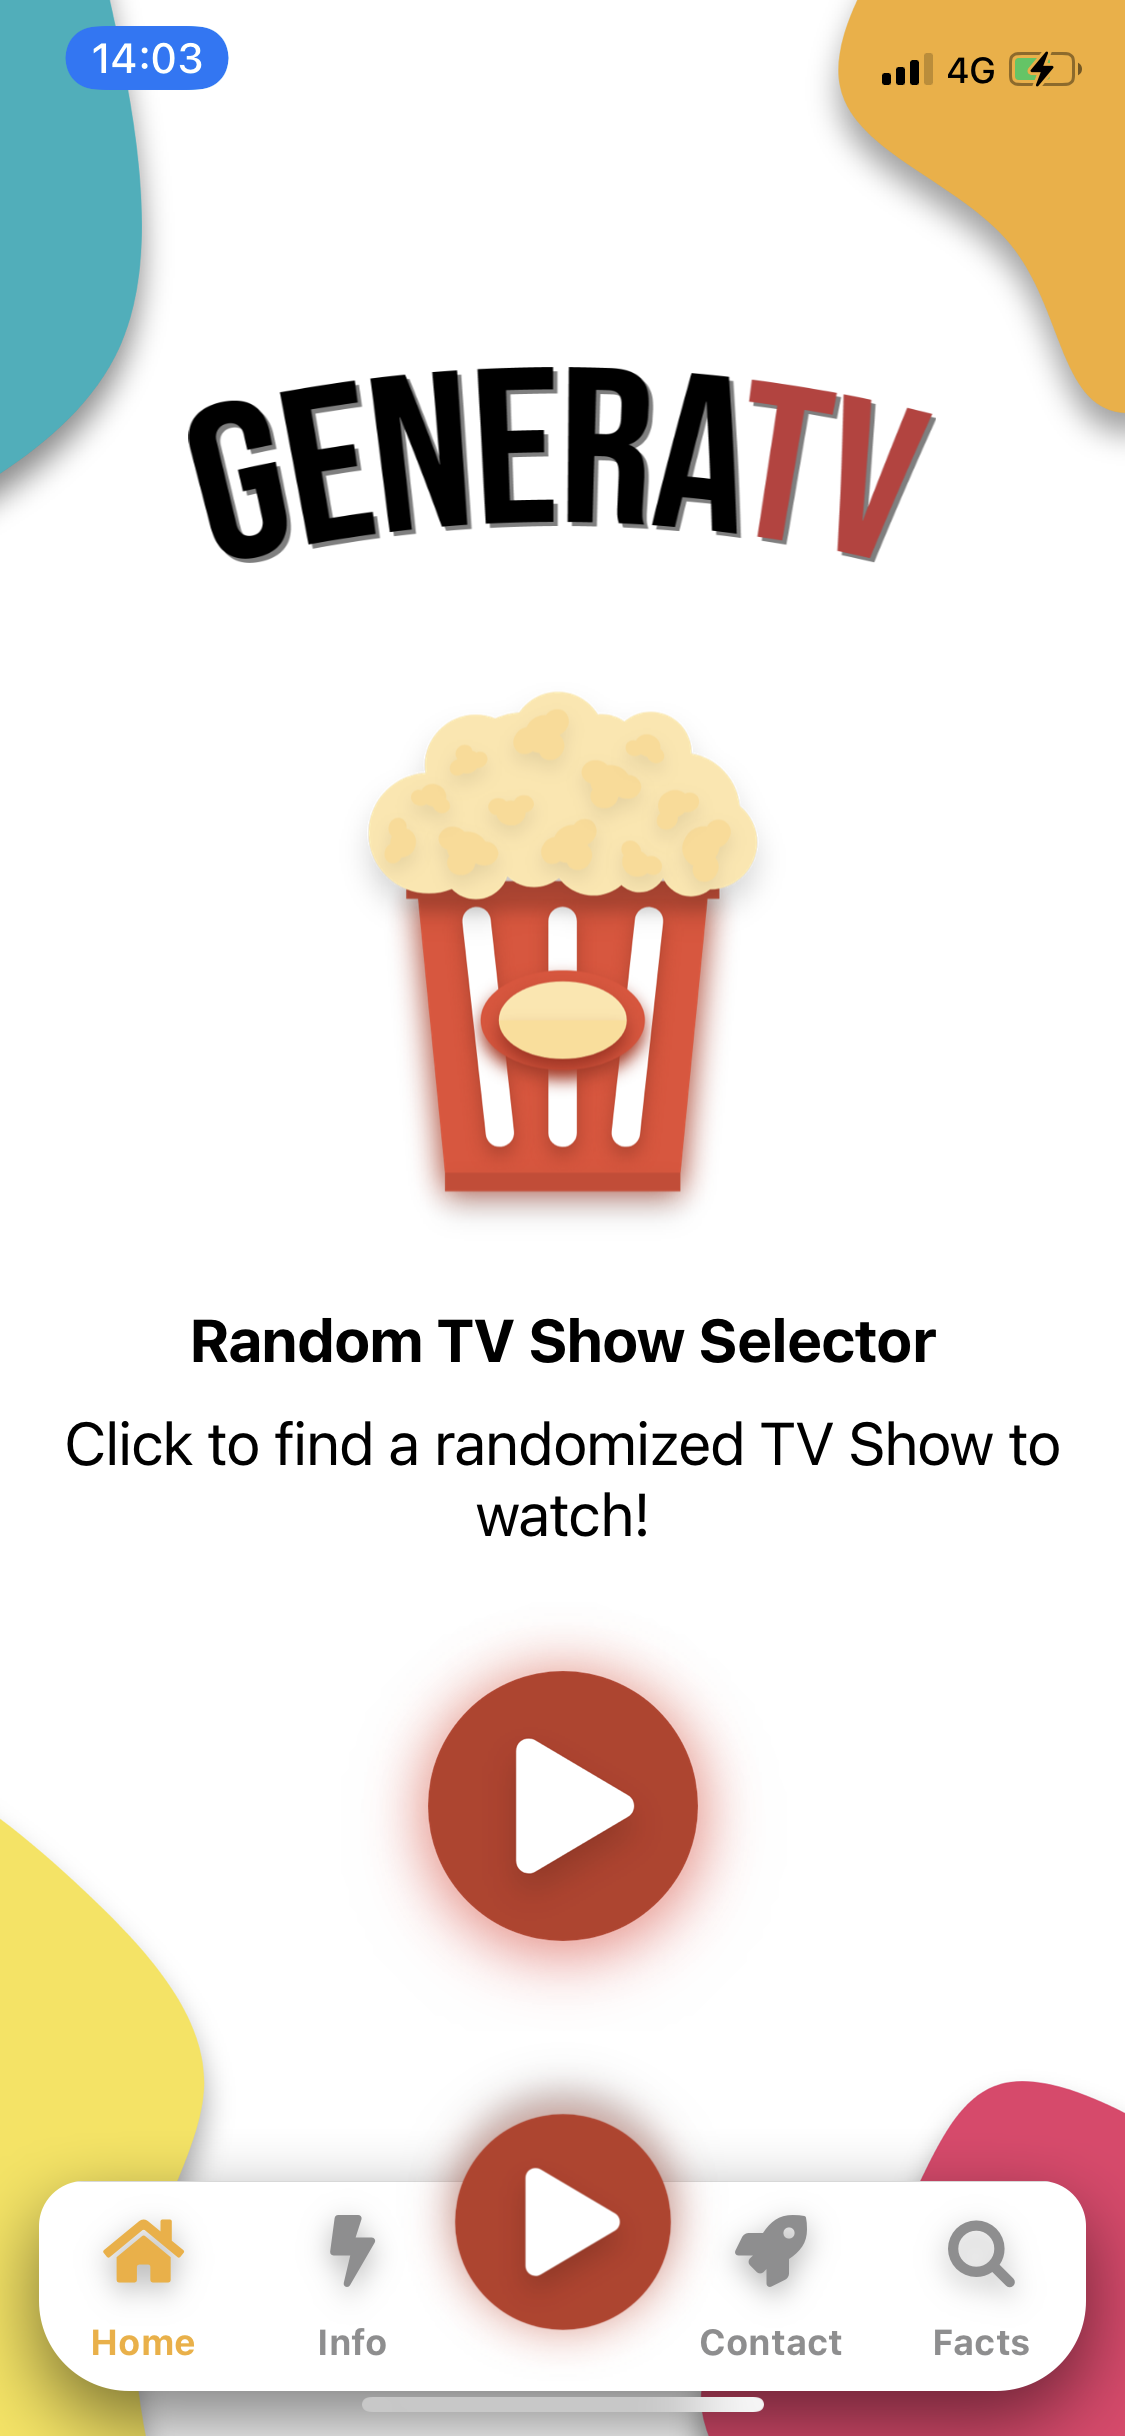 14:03
4G
GENERATV
Random TV Show Selector
Click to find a randomized TV Show to
watch!
Home
Info
Contact
Facts